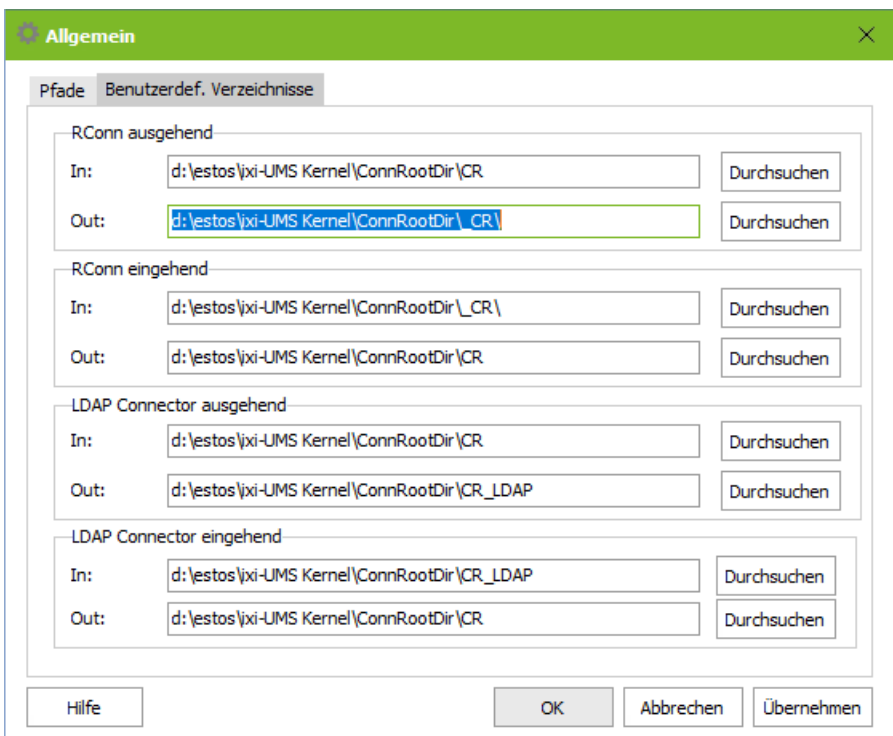 Allgemein
Pfade Benutzerdef. Verzeichnisse
RConn ausgehend
In: d:\estos\ixi-UMS Kernel\ConnRootDir\CR Durchsuchen
Out: d:\estos\ixi-UMS Kernel\ConnRootDir\_CR\ Durchsuchen
RConn eingehend
In: d:\estos\ixi-UMS Kernel\ConnRootDir\_CR\ Durchsuchen
Out: d:\estos\ixi-UMS Kernel\ConnRootDir\CR Durchsuchen
LDAP Connector ausgehend
In: d:\estos\ixi-UMS Kernel\ConnRootDir\CR Durchsuchen
Out: d:\estos\ixi-UMS Kernel\ConnRootDir\CR_LDAP Durchsuchen
LDAP Connector eingehend
In: d:\estos\ixi-UMS Kernel\ConnRootDir\CR_LDAP Durchsuchen
Out: d:\estos\ixi-UMS Kernel\ConnRootDir\CR Durchsuchen
Hilfe OK Abbrechen Übernehmen